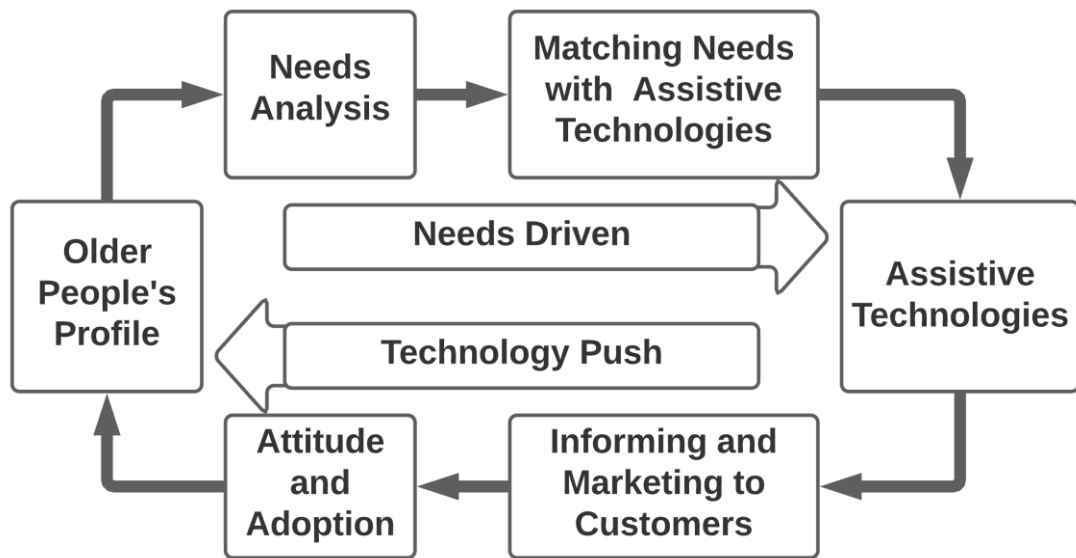 Needs
Analysis
Matching Needs
with Assistive
Technologies
Needs Driven
Older
People's
Profile
Assistive
Technologies
Technology Push
Attitude
and
Adoption
Informing and
Marketing to
Customers